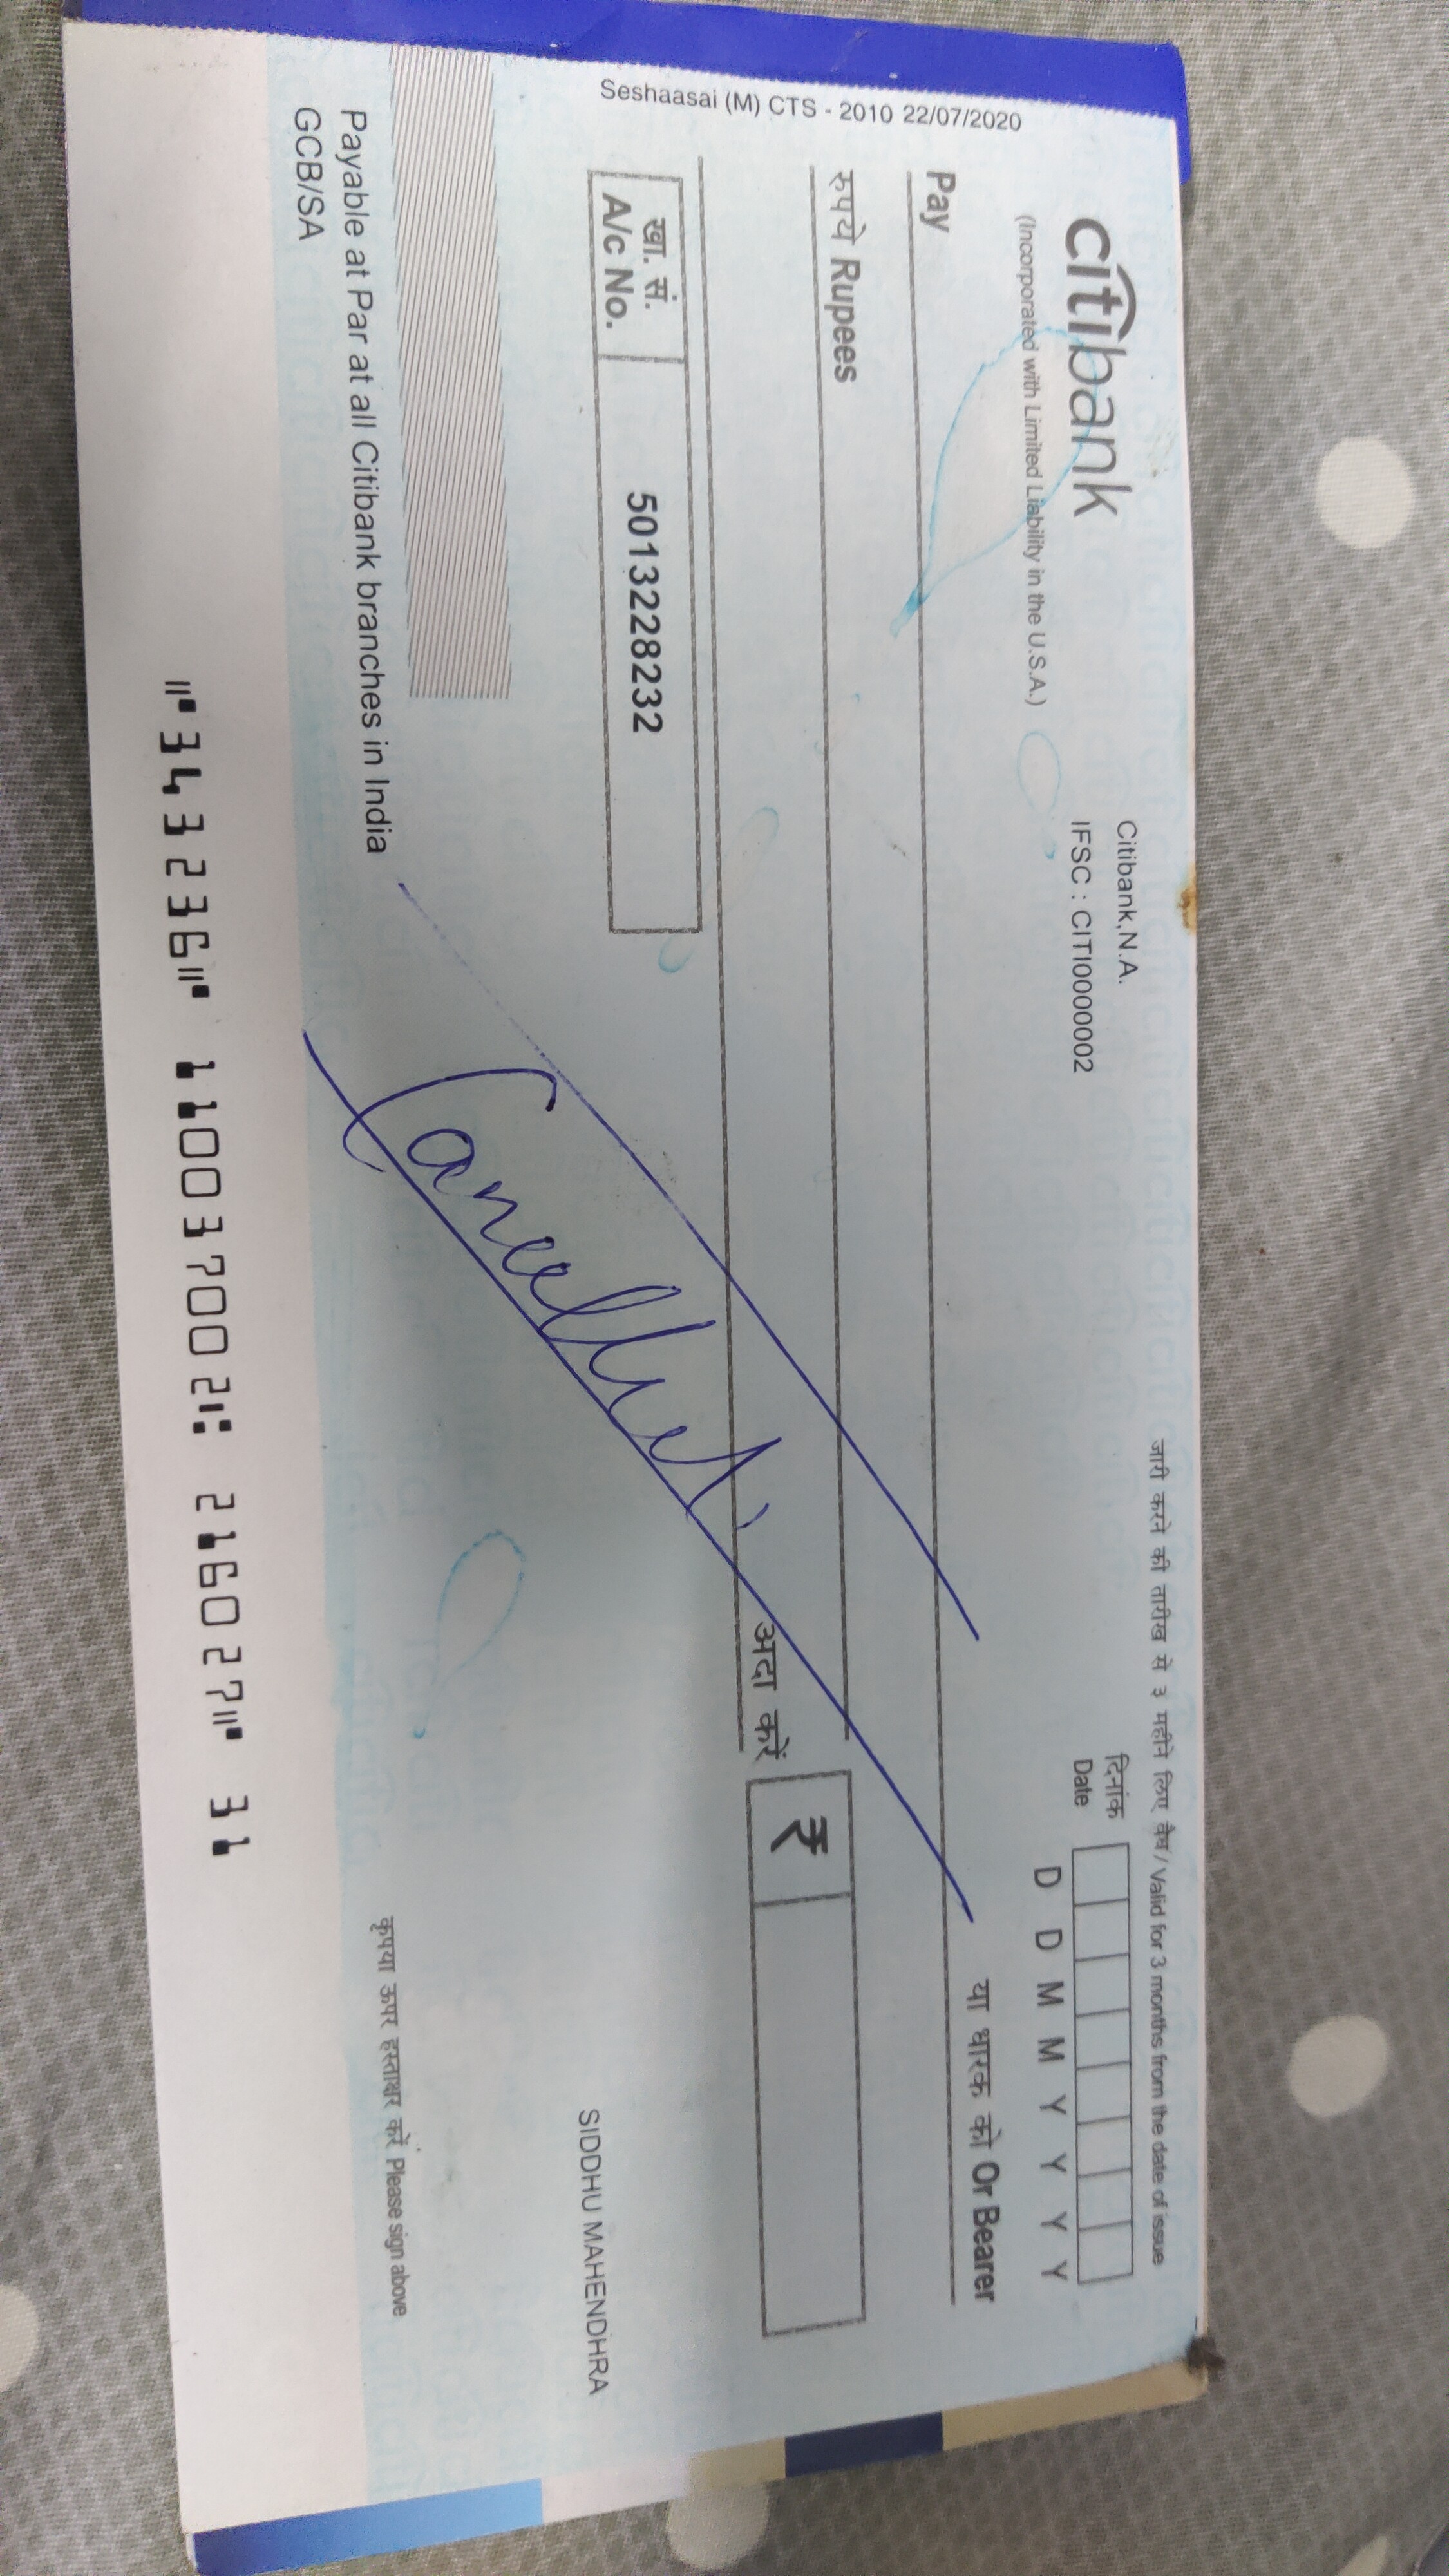 जारी करने की तारीख से ३ महीने लिए वैध / Valid for 3 months from the date of issue
citibank
Citibank,N.A.
(Incorporated with Limited Liability in the U.S.A.)
IFSC : CITI0000002
दिनांक
Date
D D M M Y Y Y Y
Pay
या धारक को Or Bearer
रुपये Rupees
अदा करें
₹
खा. सं.
A/c No.
5013228232
SIDDHU MAHENDHRA
Cancelled
Seshaasai (M) CTS - 2010 22/07/2020
Payable at Par at all Citibank branches in India
GCB/SA
कृपया ऊपर हस्ताक्षर करें Please sign above
⑈343236⑈ 110037002⑆ 216027⑈ 31